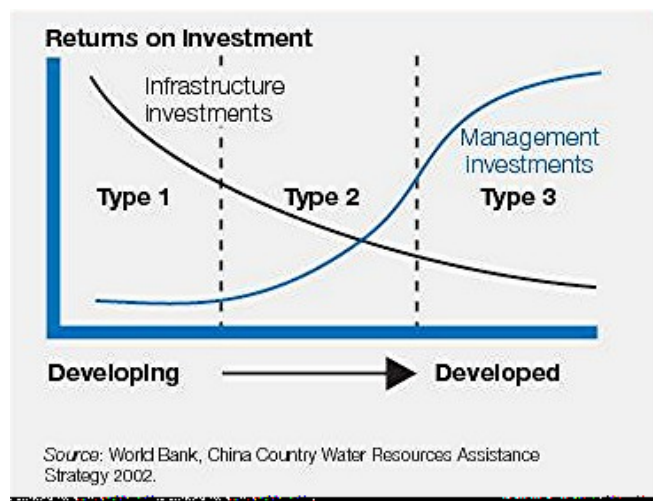 Returns on Investment
Infrastructure
investments
Management
investments
Type 1
Type 2
Type 3
Developing
Developed
Source: World Bank, China Country Water Resources Assistance
Strategy 2002.